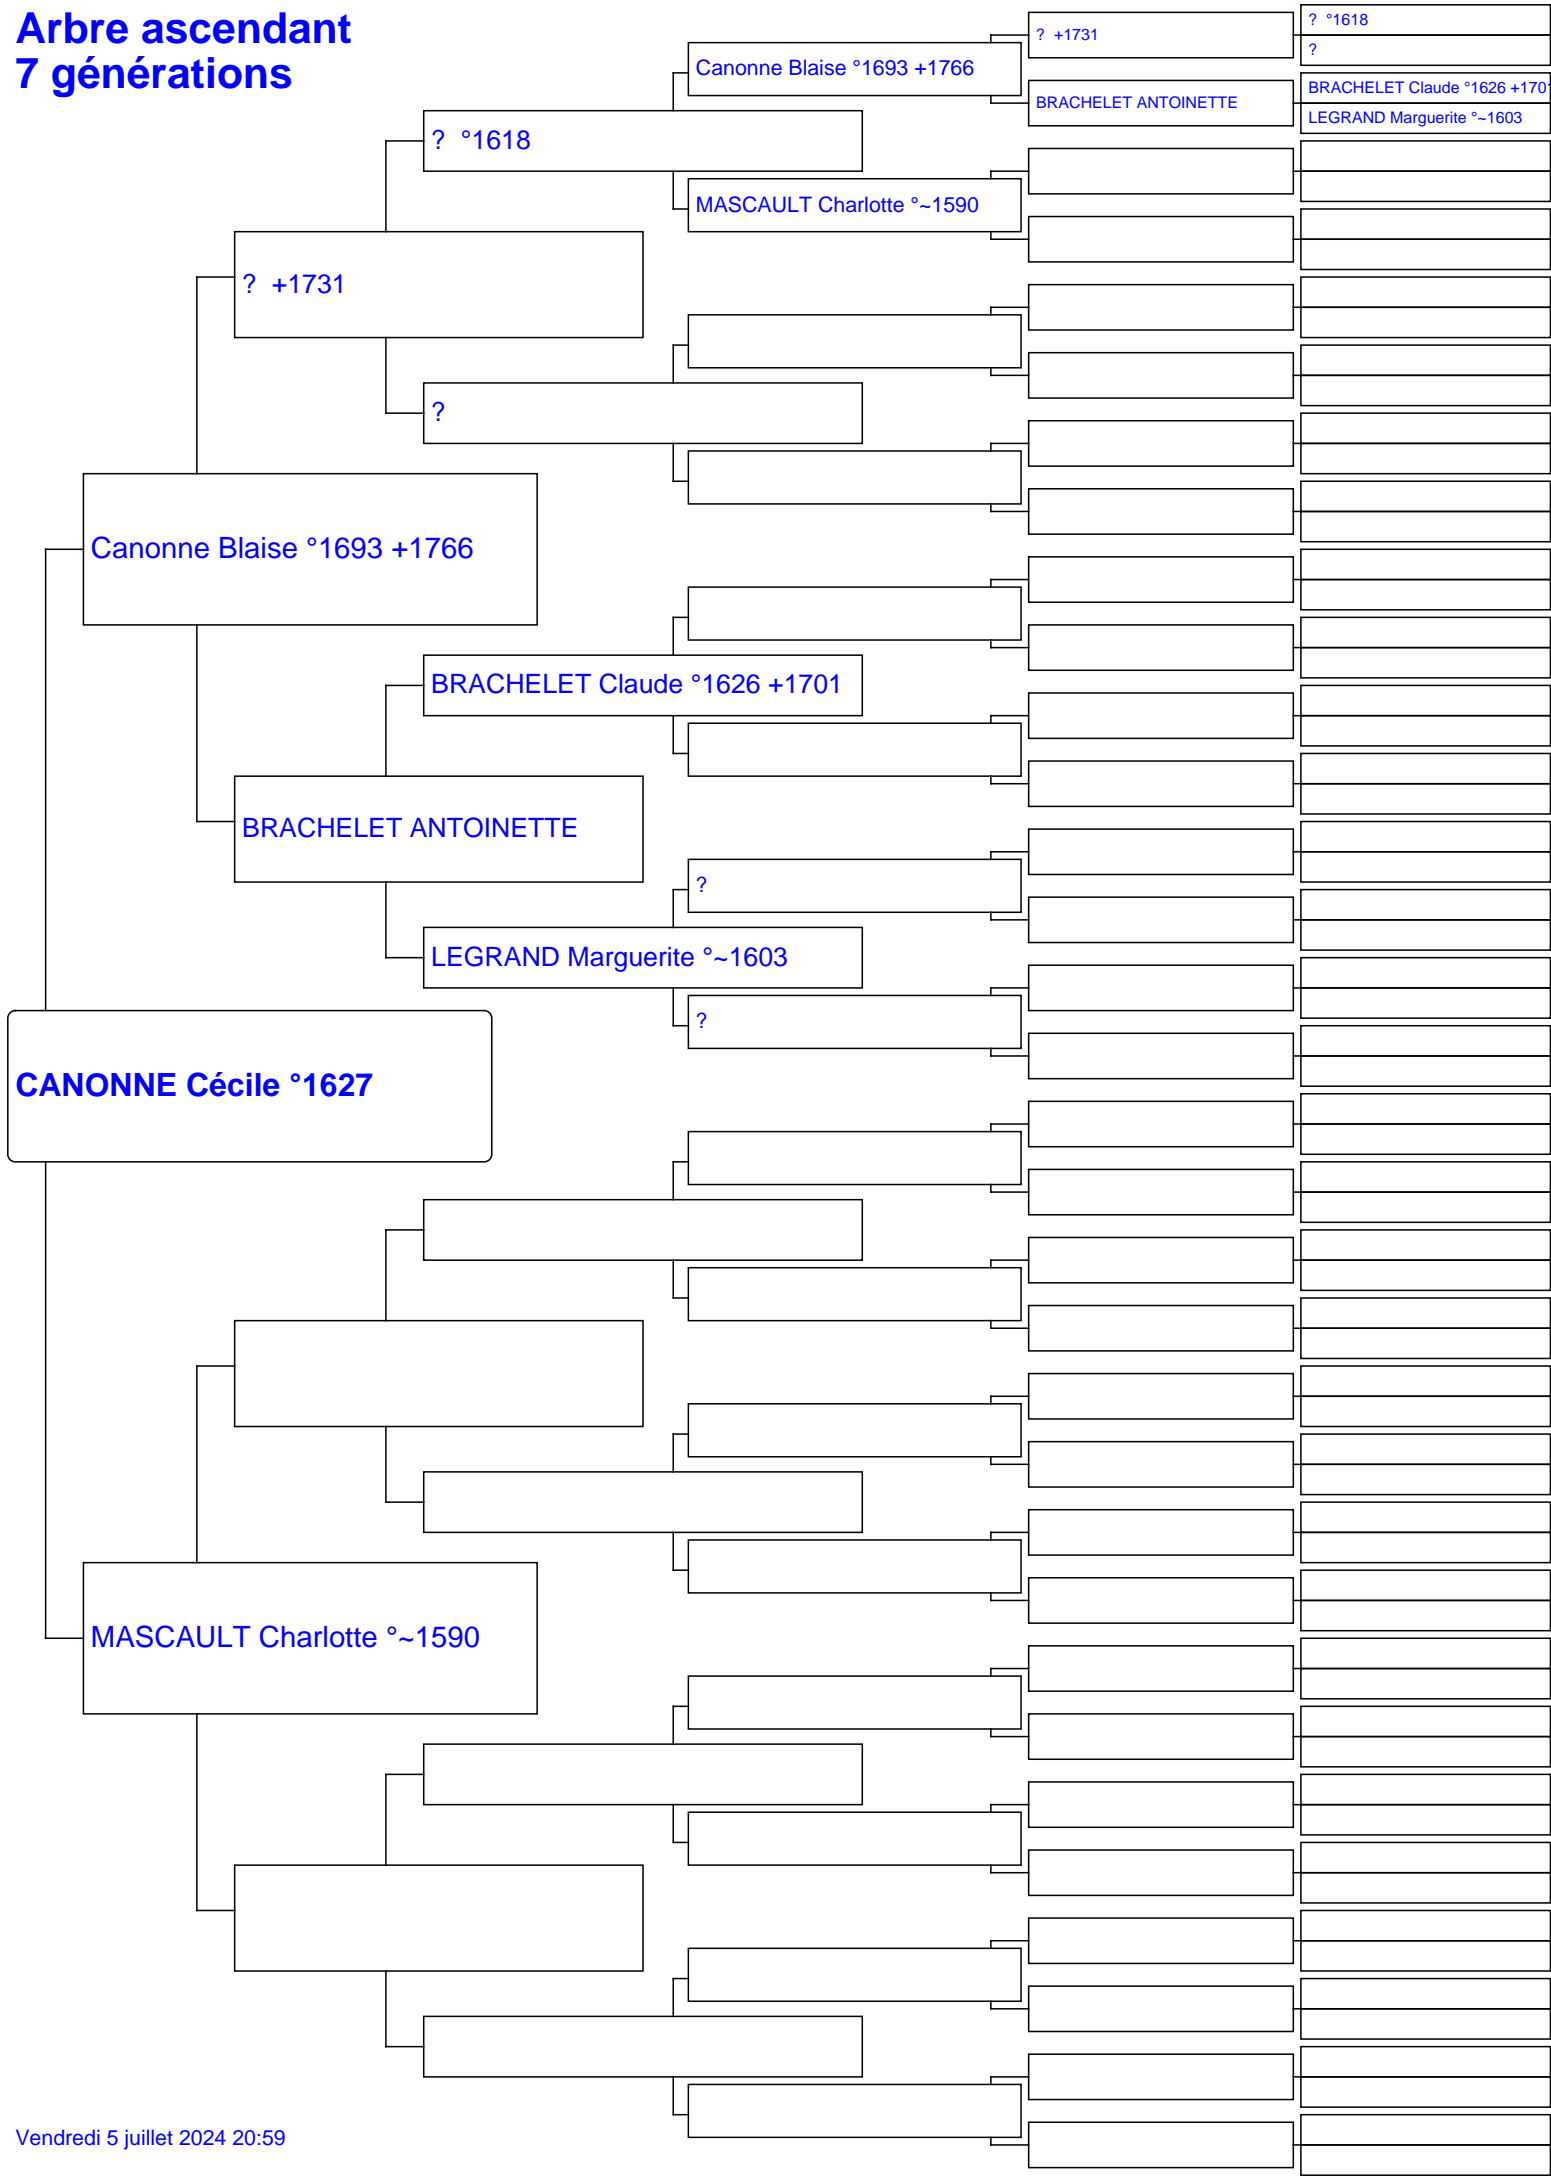 Arbre ascendant
7 générations
? +1731
? °1618
?
Canonne Blaise °1693 +1766
BRACHELET ANTOINETTE
BRACHELET Claude °1626 +1701
LEGRAND Marguerite °~1603
? °1618
MASCAULT Charlotte °~1590
? +1731
?
Canonne Blaise °1693 +1766
BRACHELET Claude °1626 +1701
BRACHELET ANTOINETTE
?
LEGRAND Marguerite °~1603
?
CANONNE Cécile °1627
MASCAULT Charlotte °~1590
Vendredi 5 juillet 2024 20:59